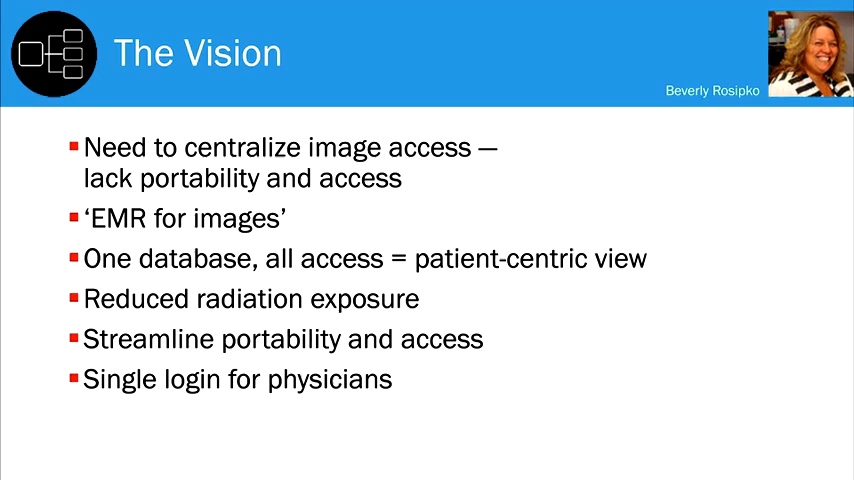 The Vision
Beverly Rosipko
Need to centralize image access —
lack portability and access
‘EMR for images’
One database, all access = patient-centric view
Reduced radiation exposure
Streamline portability and access
Single login for physicians